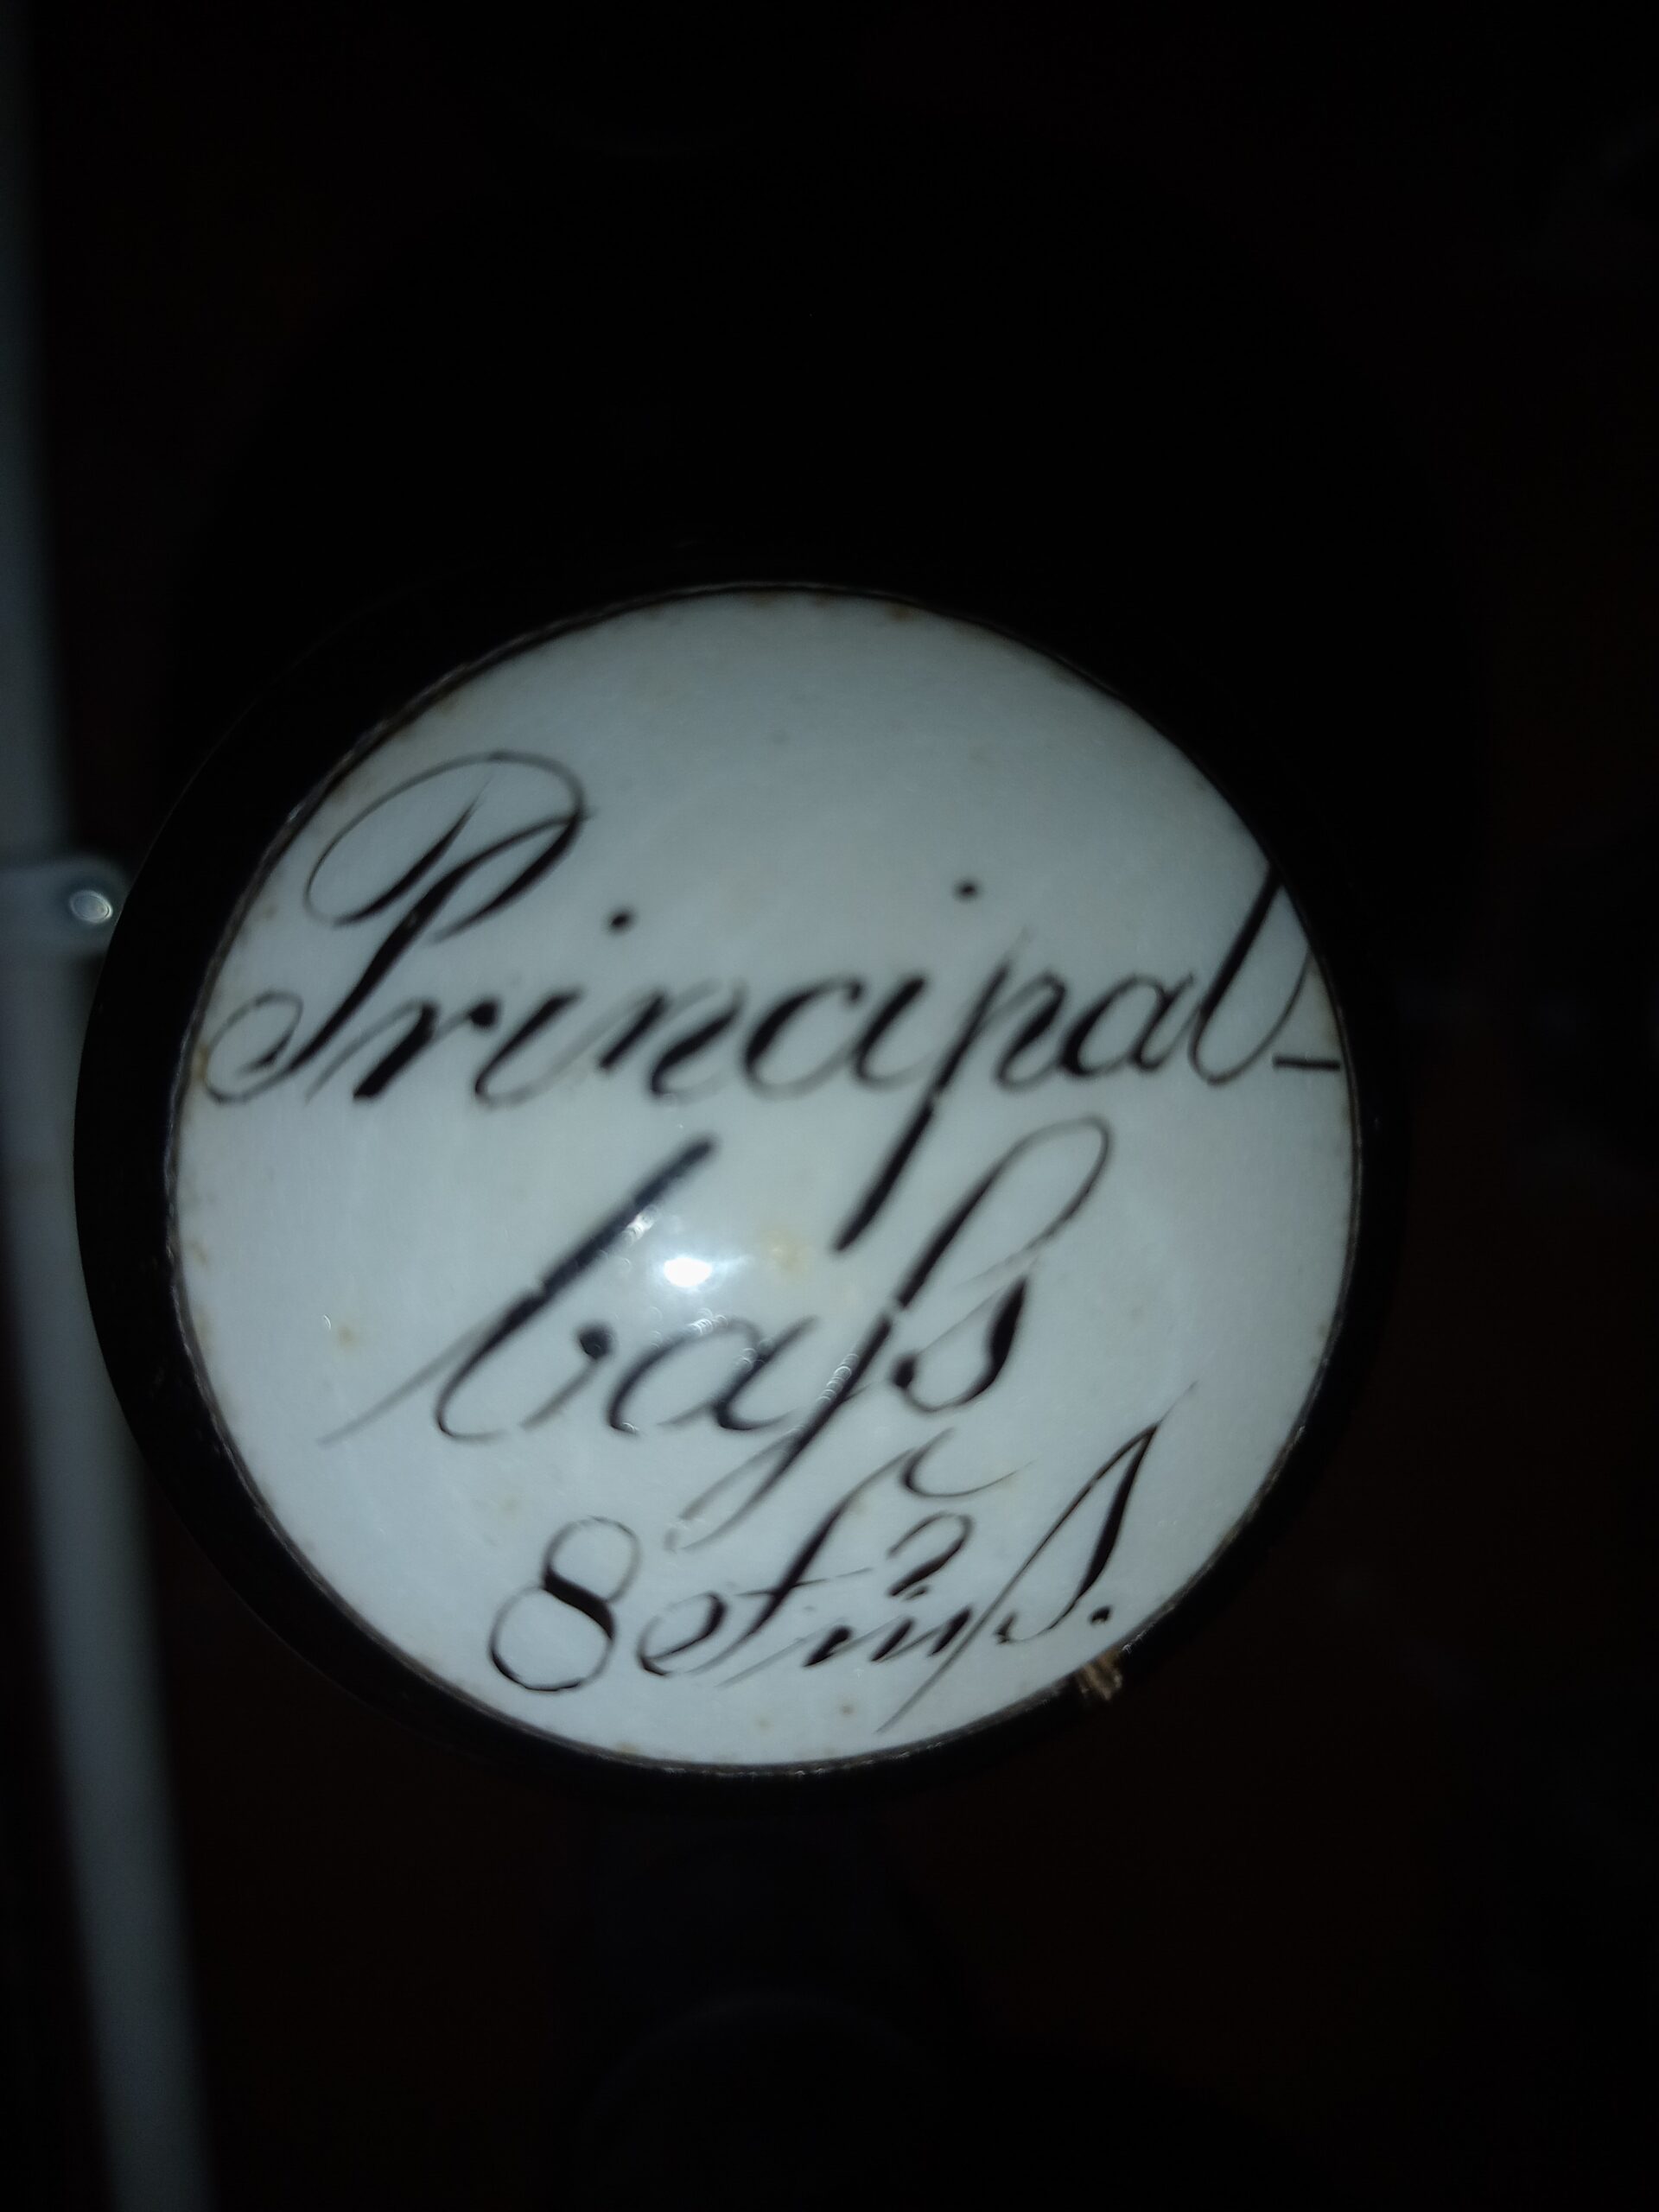 Principal-
baß
8 Fuß.